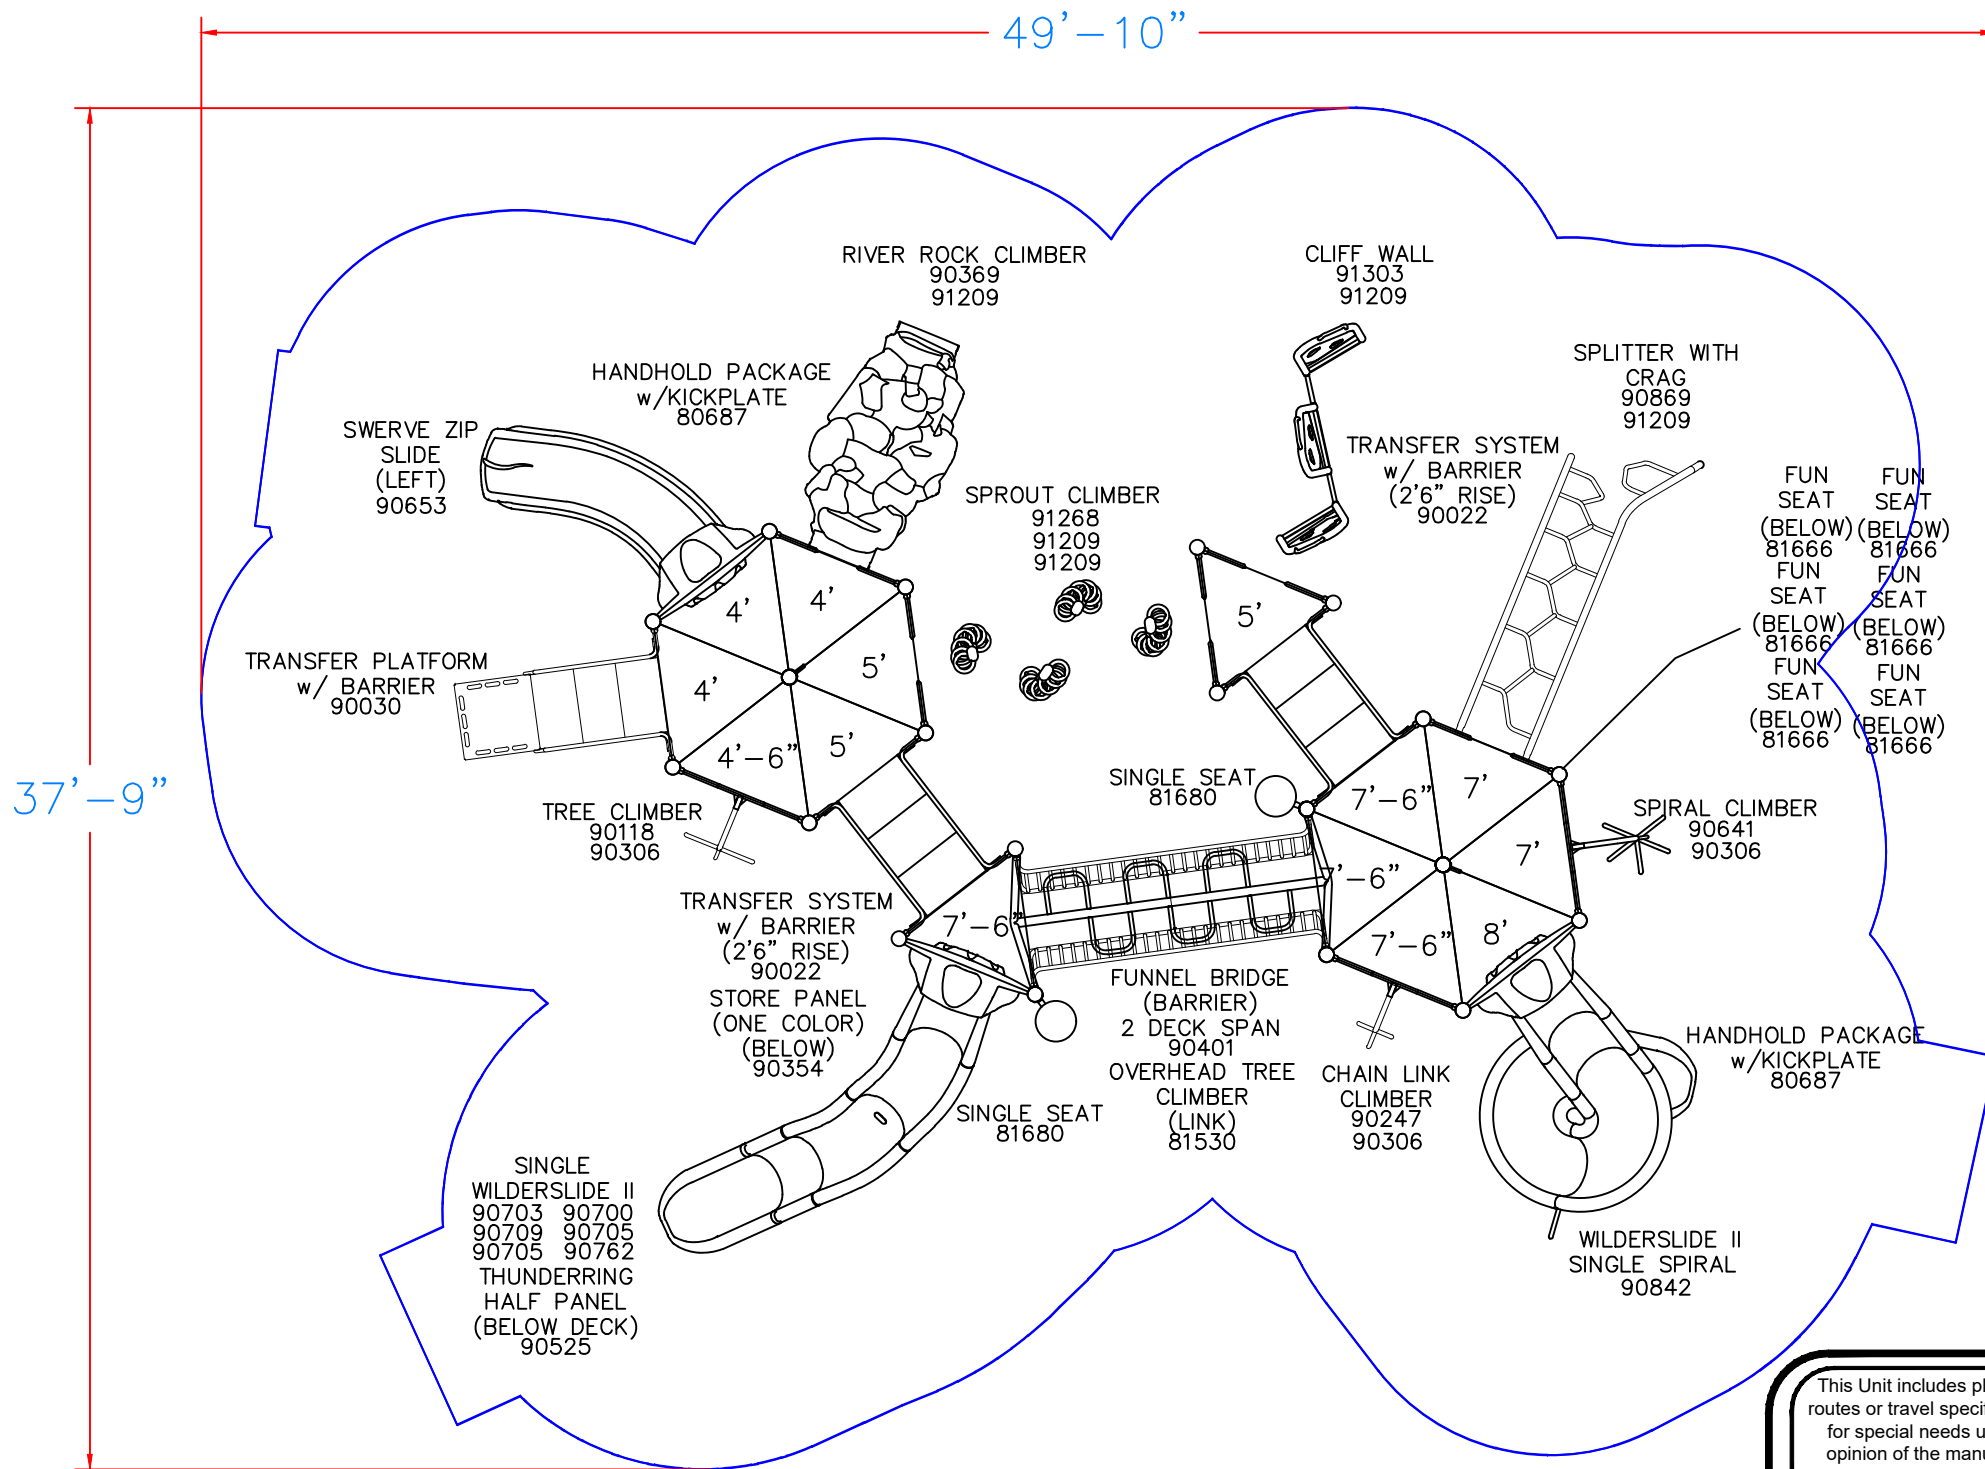 49'-10"
37'-9"
RIVER ROCK CLIMBER
90369
91209
CLIFF WALL
91303
91209
HANDHOLD PACKAGE
w/KICKPLATE
80687
SPLITTER WITH
CRAG
90869
91209
SWERVE ZIP
SLIDE
(LEFT)
90653
TRANSFER SYSTEM
w/ BARRIER
(2'6" RISE)
90022
SPROUT CLIMBER
91268
91209
91209
FUN
SEAT
(BELOW)
81666
FUN
SEAT
(BELOW)
81666
FUN
SEAT
(BELOW)
81666
FUN
SEAT
(BELOW)
81666
FUN
SEAT
(BELOW)
81666
FUN
SEAT
(BELOW)
81666
4'
4'
5'
4'
4'-6"
5'
5'
TRANSFER PLATFORM
w/ BARRIER
90030
SINGLE SEAT
81680
7'-6"
7'
7'
7'-6"
7'-6"
8'
7'-6"
TREE CLIMBER
90118
90306
SPIRAL CLIMBER
90641
90306
TRANSFER SYSTEM
w/ BARRIER
(2'6" RISE)
90022
STORE PANEL
(ONE COLOR)
(BELOW)
90354
FUNNEL BRIDGE
(BARRIER)
2 DECK SPAN
90401
OVERHEAD TREE
CLIMBER
(LINK)
81530
CHAIN LINK
CLIMBER
90247
90306
HANDHOLD PACKAGE
w/KICKPLATE
80687
SINGLE SEAT
81680
SINGLE
WILDERSLIDE II
90703 90700
90709 90705
90705 90762
THUNDERRING
HALF PANEL
(BELOW DECK)
90525
WILDERSLIDE II
SINGLE SPIRAL
90842
This Unit includes pl
routes or travel specif
for special needs u
opinion of the manu